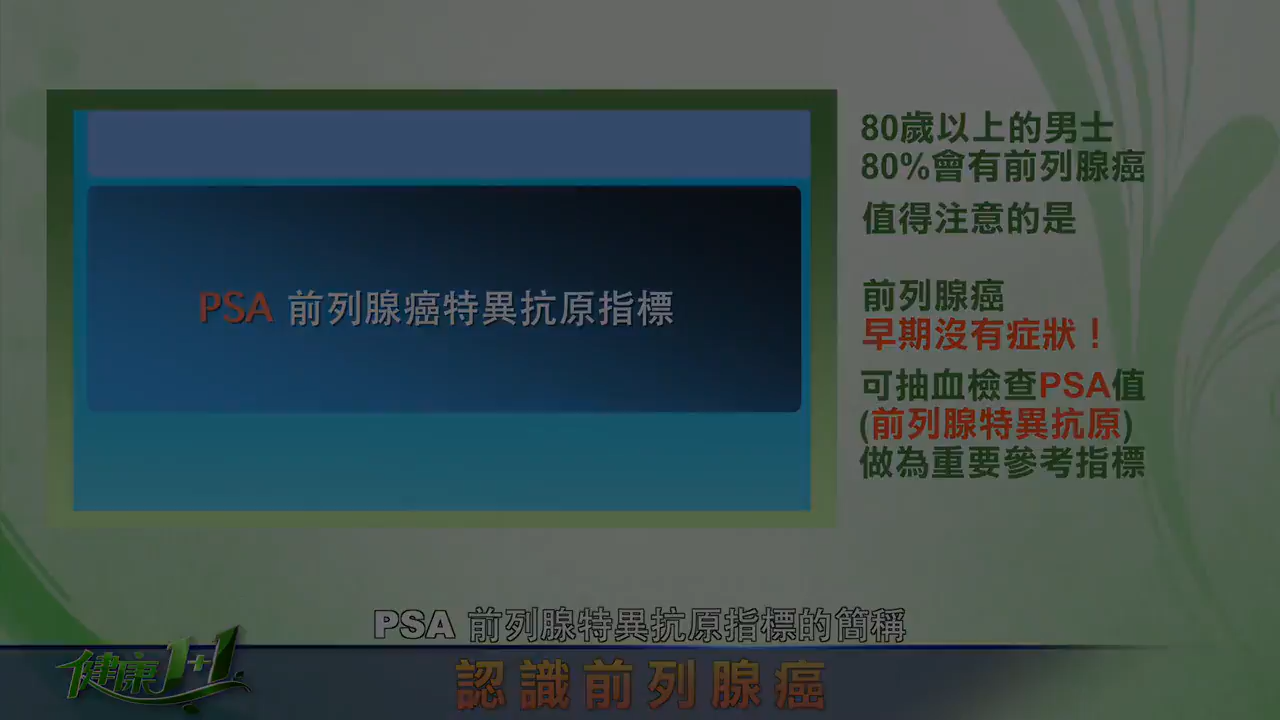 PSA 前列腺癌特異抗原指標
80歲以上的男士
80%會有前列腺癌
值得注意的是
前列腺癌
早期沒有症狀！
可抽血檢查PSA值
(前列腺特異抗原)
做為重要參考指標
PSA 前列腺特異抗原指標的簡稱
健康1+1
認識前列腺癌